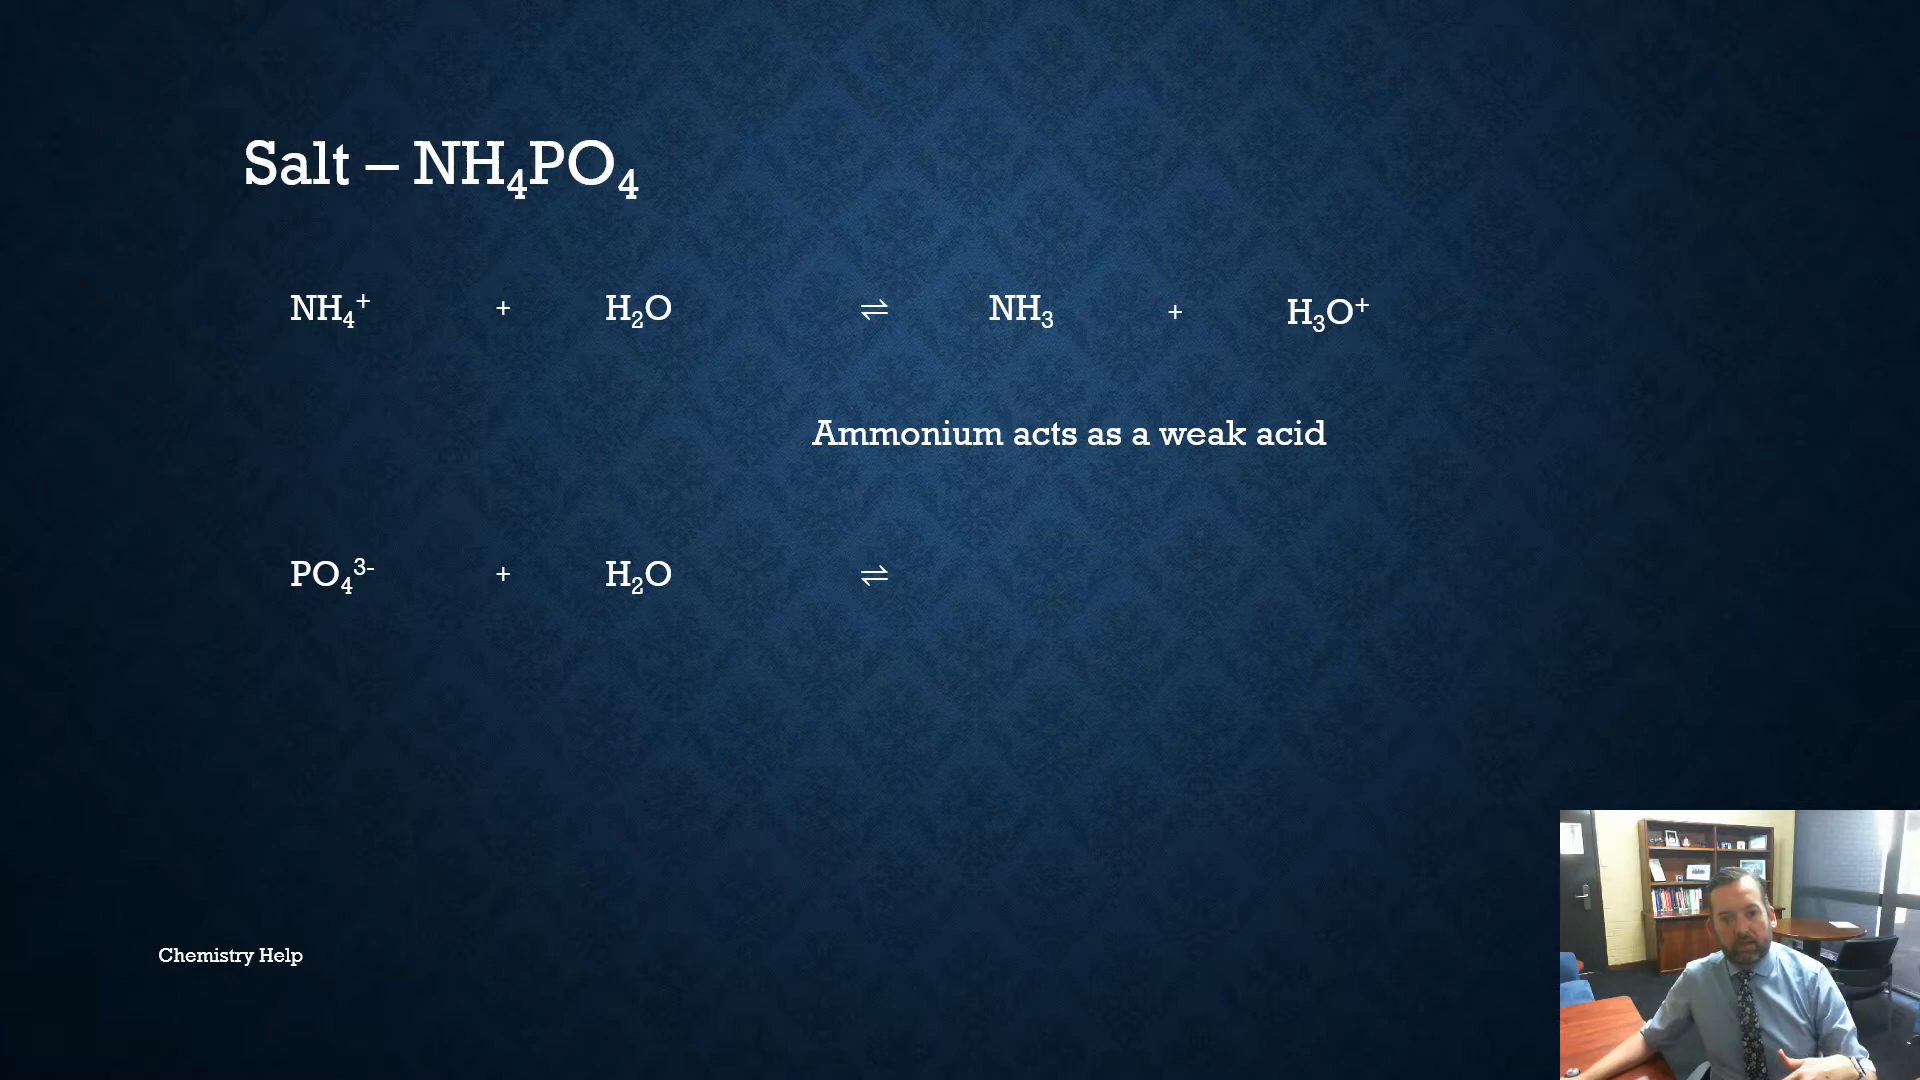 Salt – NH₄PO₄
NH₄⁺ + H₂O ⇌ NH₃ + H₃O⁺
Ammonium acts as a weak acid
PO₄³⁻ + H₂O ⇌
Chemistry Help